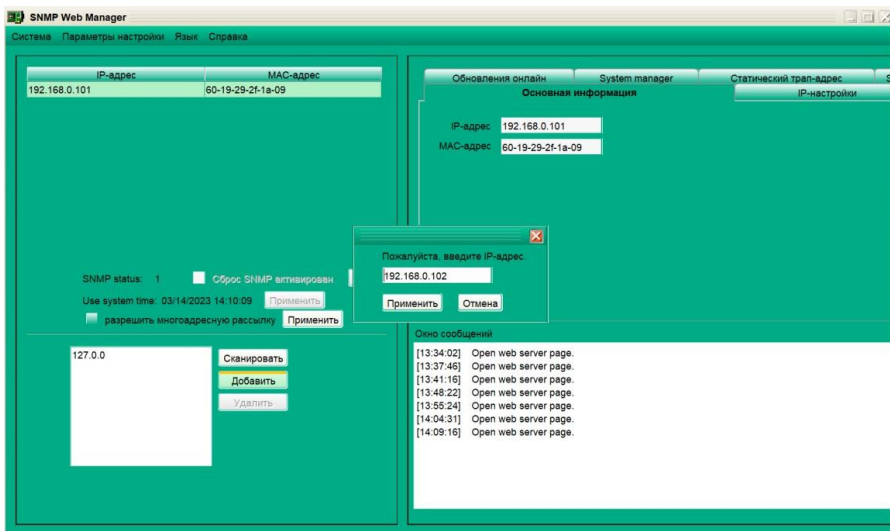 SNMP Web Manager
Система Параметры настройки Язык Справка
IP-адрес MAC-адрес
192.168.0.101 60-19-29-2f-1a-09
Обновления онлайн System manager Статический трап-адрес S
Основная информация IP-настройки
IP-адрес 192.168.0.101
MAC-адрес 60-19-29-2f-1a-09
Пожалуйста, введите IP-адрес.
192.168.0.102
Применить Отмена
SNMP status: 1 Сброс SNMP активирован
Use system time: 03/14/2023 14:10:09 Применить
разрешить многоадресную рассылку Применить
127.0.0
Сканировать
Добавить
Удалить
Окно сообщений
[13:34:02] Open web server page.
[13:37:46] Open web server page.
[13:41:16] Open web server page.
[13:48:22] Open web server page.
[13:55:24] Open web server page.
[14:04:31] Open web server page.
[14:09:16] Open web server page.